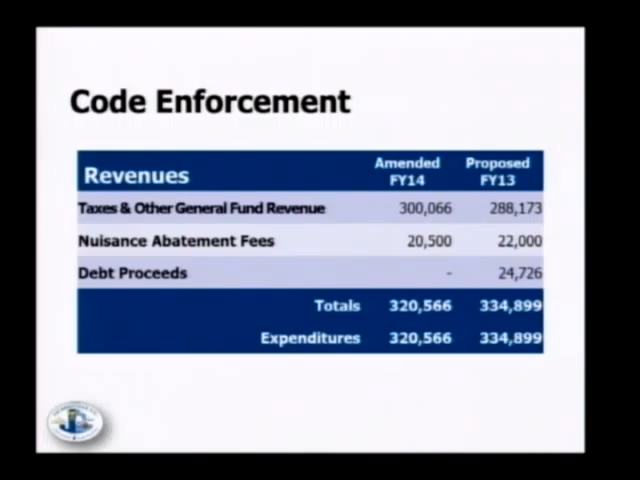 Code Enforcement
Revenues Amended FY14 Proposed FY13
Taxes & Other General Fund Revenue 300,066 288,173
Nuisance Abatement Fees 20,500 22,000
Debt Proceeds - 24,726
Totals 320,566 334,899
Expenditures 320,566 334,899